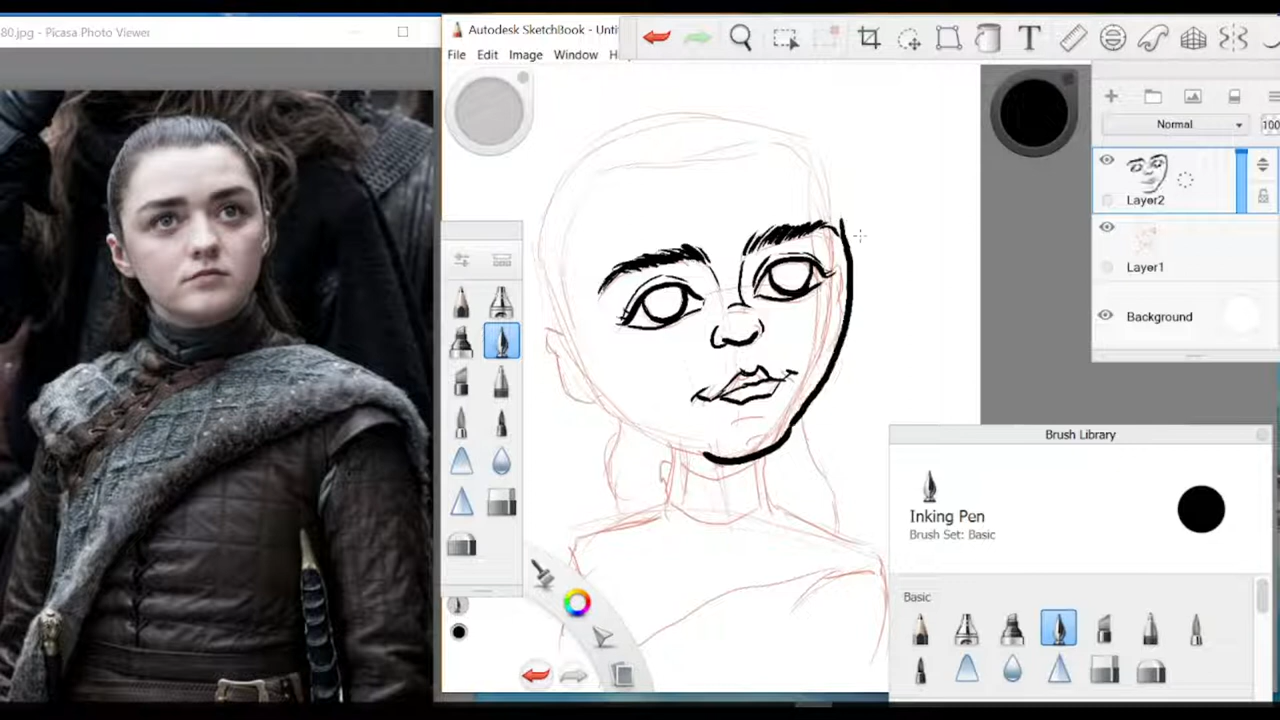 80.jpg - Picasa Photo Viewer
Autodesk SketchBook - Unti
File Edit Image Window H
T
Normal
100
Layer2
Layer1
Background
Brush Library
Inking Pen
Brush Set: Basic
Basic